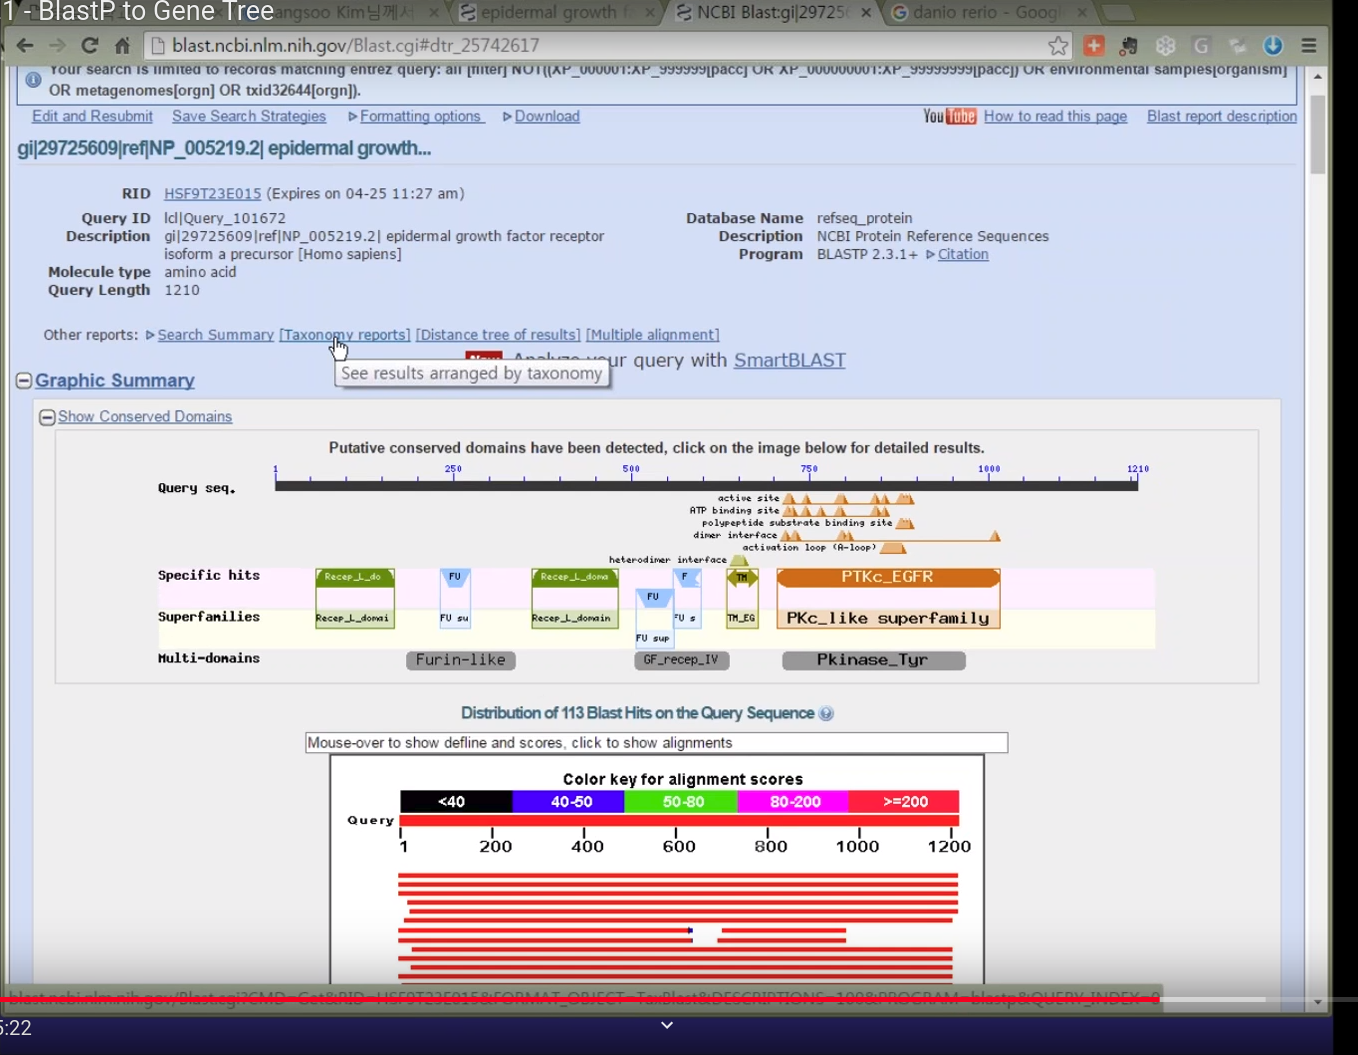 1 - BlastP to Gene Tree
angsoo Kim님께서
epidermal growth f
NCBI Blast:gi|29725
danio rerio - Goog
blast.ncbi.nlm.nih.gov/Blast.cgi#dtr_25742617
Your search is limited to records matching entrez query: all [filter] NOT((XP_000001:XP_999999[pacc] OR XP_000000001:XP_99999999[pacc]) OR environmental samples[organism]
OR metagenomes[orgn] OR txid32644[orgn]).
Edit and Resubmit Save Search Strategies Formatting options Download YouTube How to read this page Blast report description
gi|29725609|ref|NP_005219.2| epidermal growth...
RID HSF9T23E015 (Expires on 04-25 11:27 am)
Query ID lcl|Query_101672
Description gi|29725609|ref|NP_005219.2| epidermal growth factor receptor
isoform a precursor [Homo sapiens]
Molecule type amino acid
Query Length 1210
Database Name refseq_protein
Description NCBI Protein Reference Sequences
Program BLASTP 2.3.1+ Citation
Other reports: Search Summary [Taxonomy reports] [Distance tree of results] [Multiple alignment]
New Analyze your query with SmartBLAST
See results arranged by taxonomy
Graphic Summary
Show Conserved Domains
Putative conserved domains have been detected, click on the image below for detailed results.
1 250 500 750 1000 1210
Query seq.
active site
ATP binding site
polypeptide substrate binding site
dimer interface
activation loop (A-loop)
heterodimer interface
Specific hits Recep_L_do FU Recep_L_doma FU F TM PTKc_EGFR
Superfamilies Recep_L_domai FU su Recep_L_domain FU sup FU s TM_EG PKc_like superfamily
Multi-domains Furin-like GF_recep_IV Pkinase_Tyr
Distribution of 113 Blast Hits on the Query Sequence
Mouse-over to show defline and scores, click to show alignments
Color key for alignment scores
<40 40-50 50-80 80-200 >=200
Query
1 200 400 600 800 1000 1200
blast.ncbi.nlm.nih.gov/Blast.cgi?CMD=Get&RID=HSF9T23E015&FORMAT_OBJECT=TaxBlast&DESCRIPTIONS=100&PROGRAM=blastp&QUERY_INDEX=0
5:22